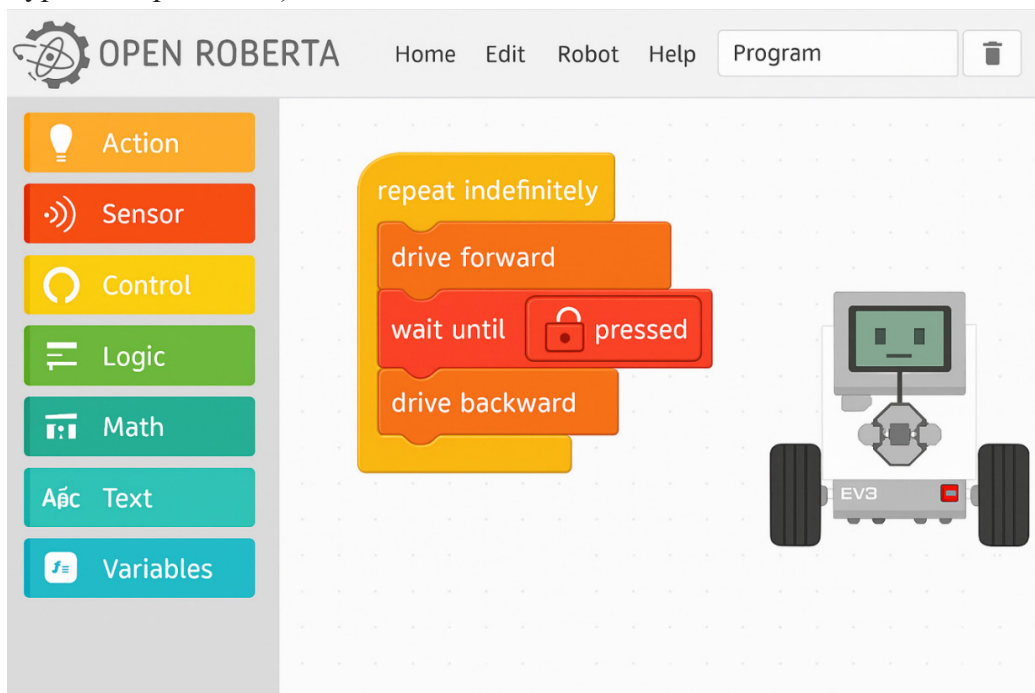 OPEN ROBERTA Home Edit Robot Help Program
Action
Sensor
Control
Logic
Math
Text
Variables
repeat indefinitely
drive forward
wait until pressed
drive backward
EV3